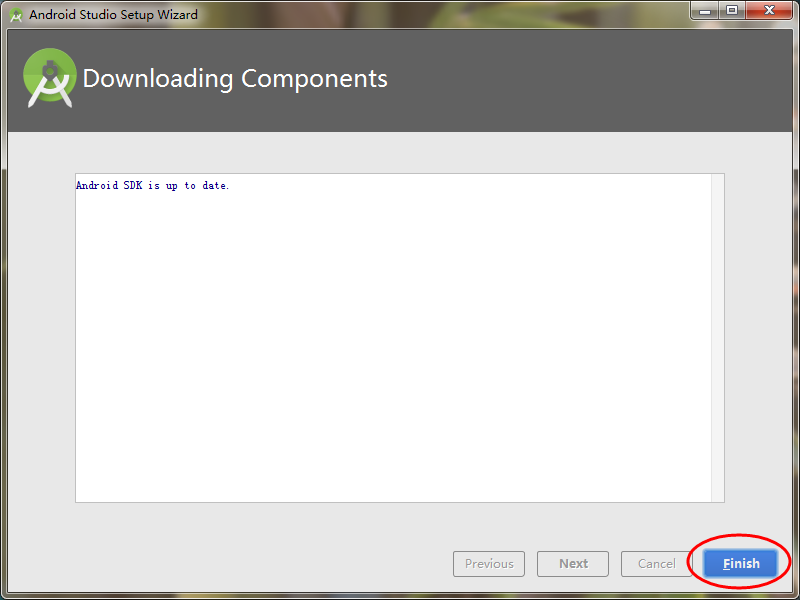 Android Studio Setup Wizard
Downloading Components
Android SDK is up to date.
Previous
Next
Cancel
Finish